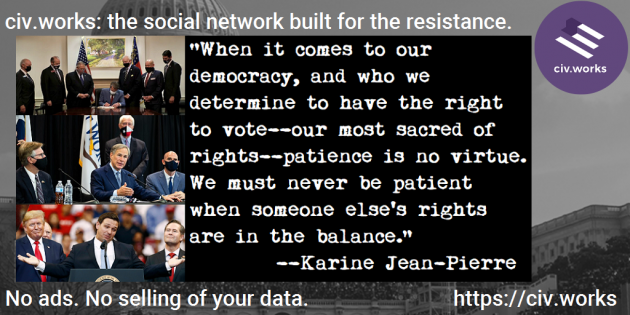 civ.works: the social network built for the resistance.
civ.works
"When it comes to our
democracy, and who we
determine to have the right
to vote--our most sacred of
rights--patience is no virtue.
We must never be patient
when someone else's rights
are in the balance."
--Karine Jean-Pierre
No ads. No selling of your data.
https://civ.works